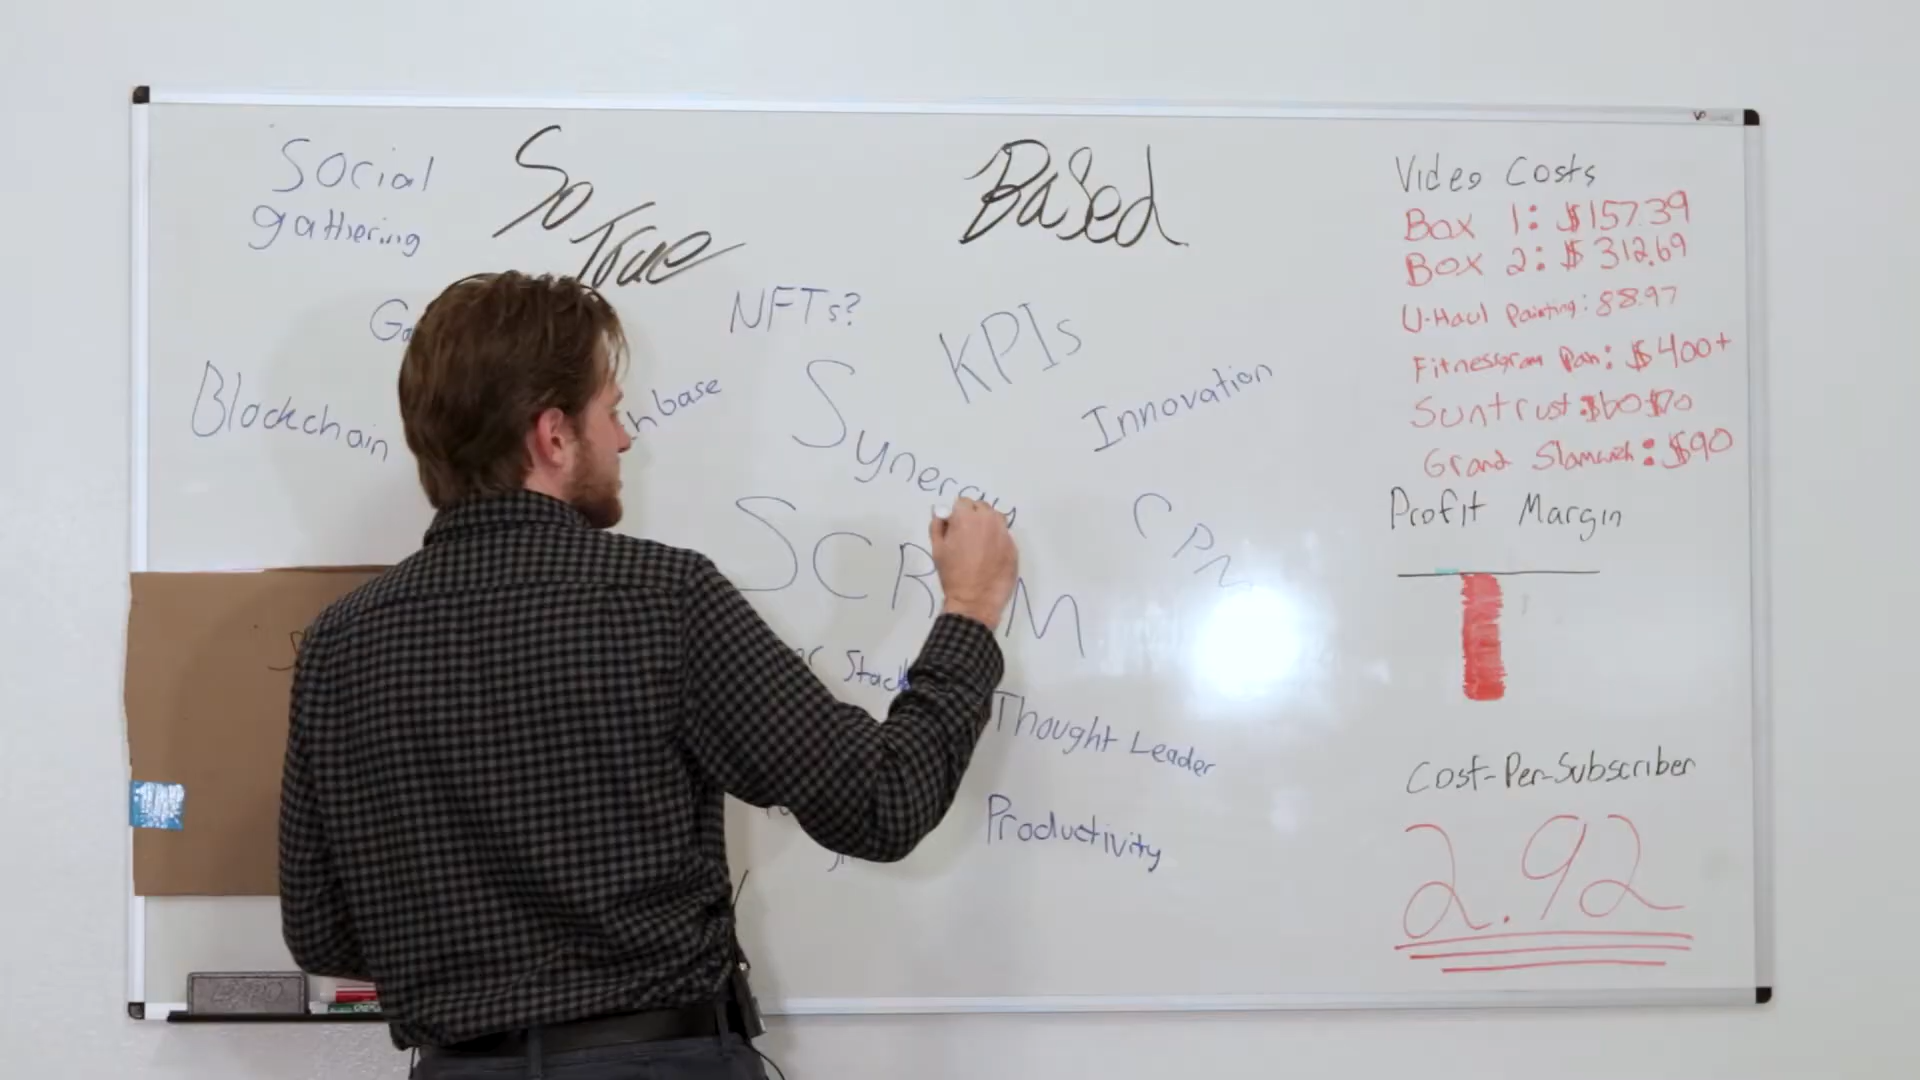 Social
gathering
So
True
Based
NFTs?
KPIs
Blockchain
Synergy
Innovation
SCRUM
Stack
Thought Leader
Productivity
Video Costs
Box 1: $157.39
Box 2: $312.69
U-Haul Painting: 88.97
Fitnessgram Pan: $400+
Suntrust: $60 $70
Grand Slamwich: $90
Profit Margin
Cost-Per-Subscriber
2.92
EXPO